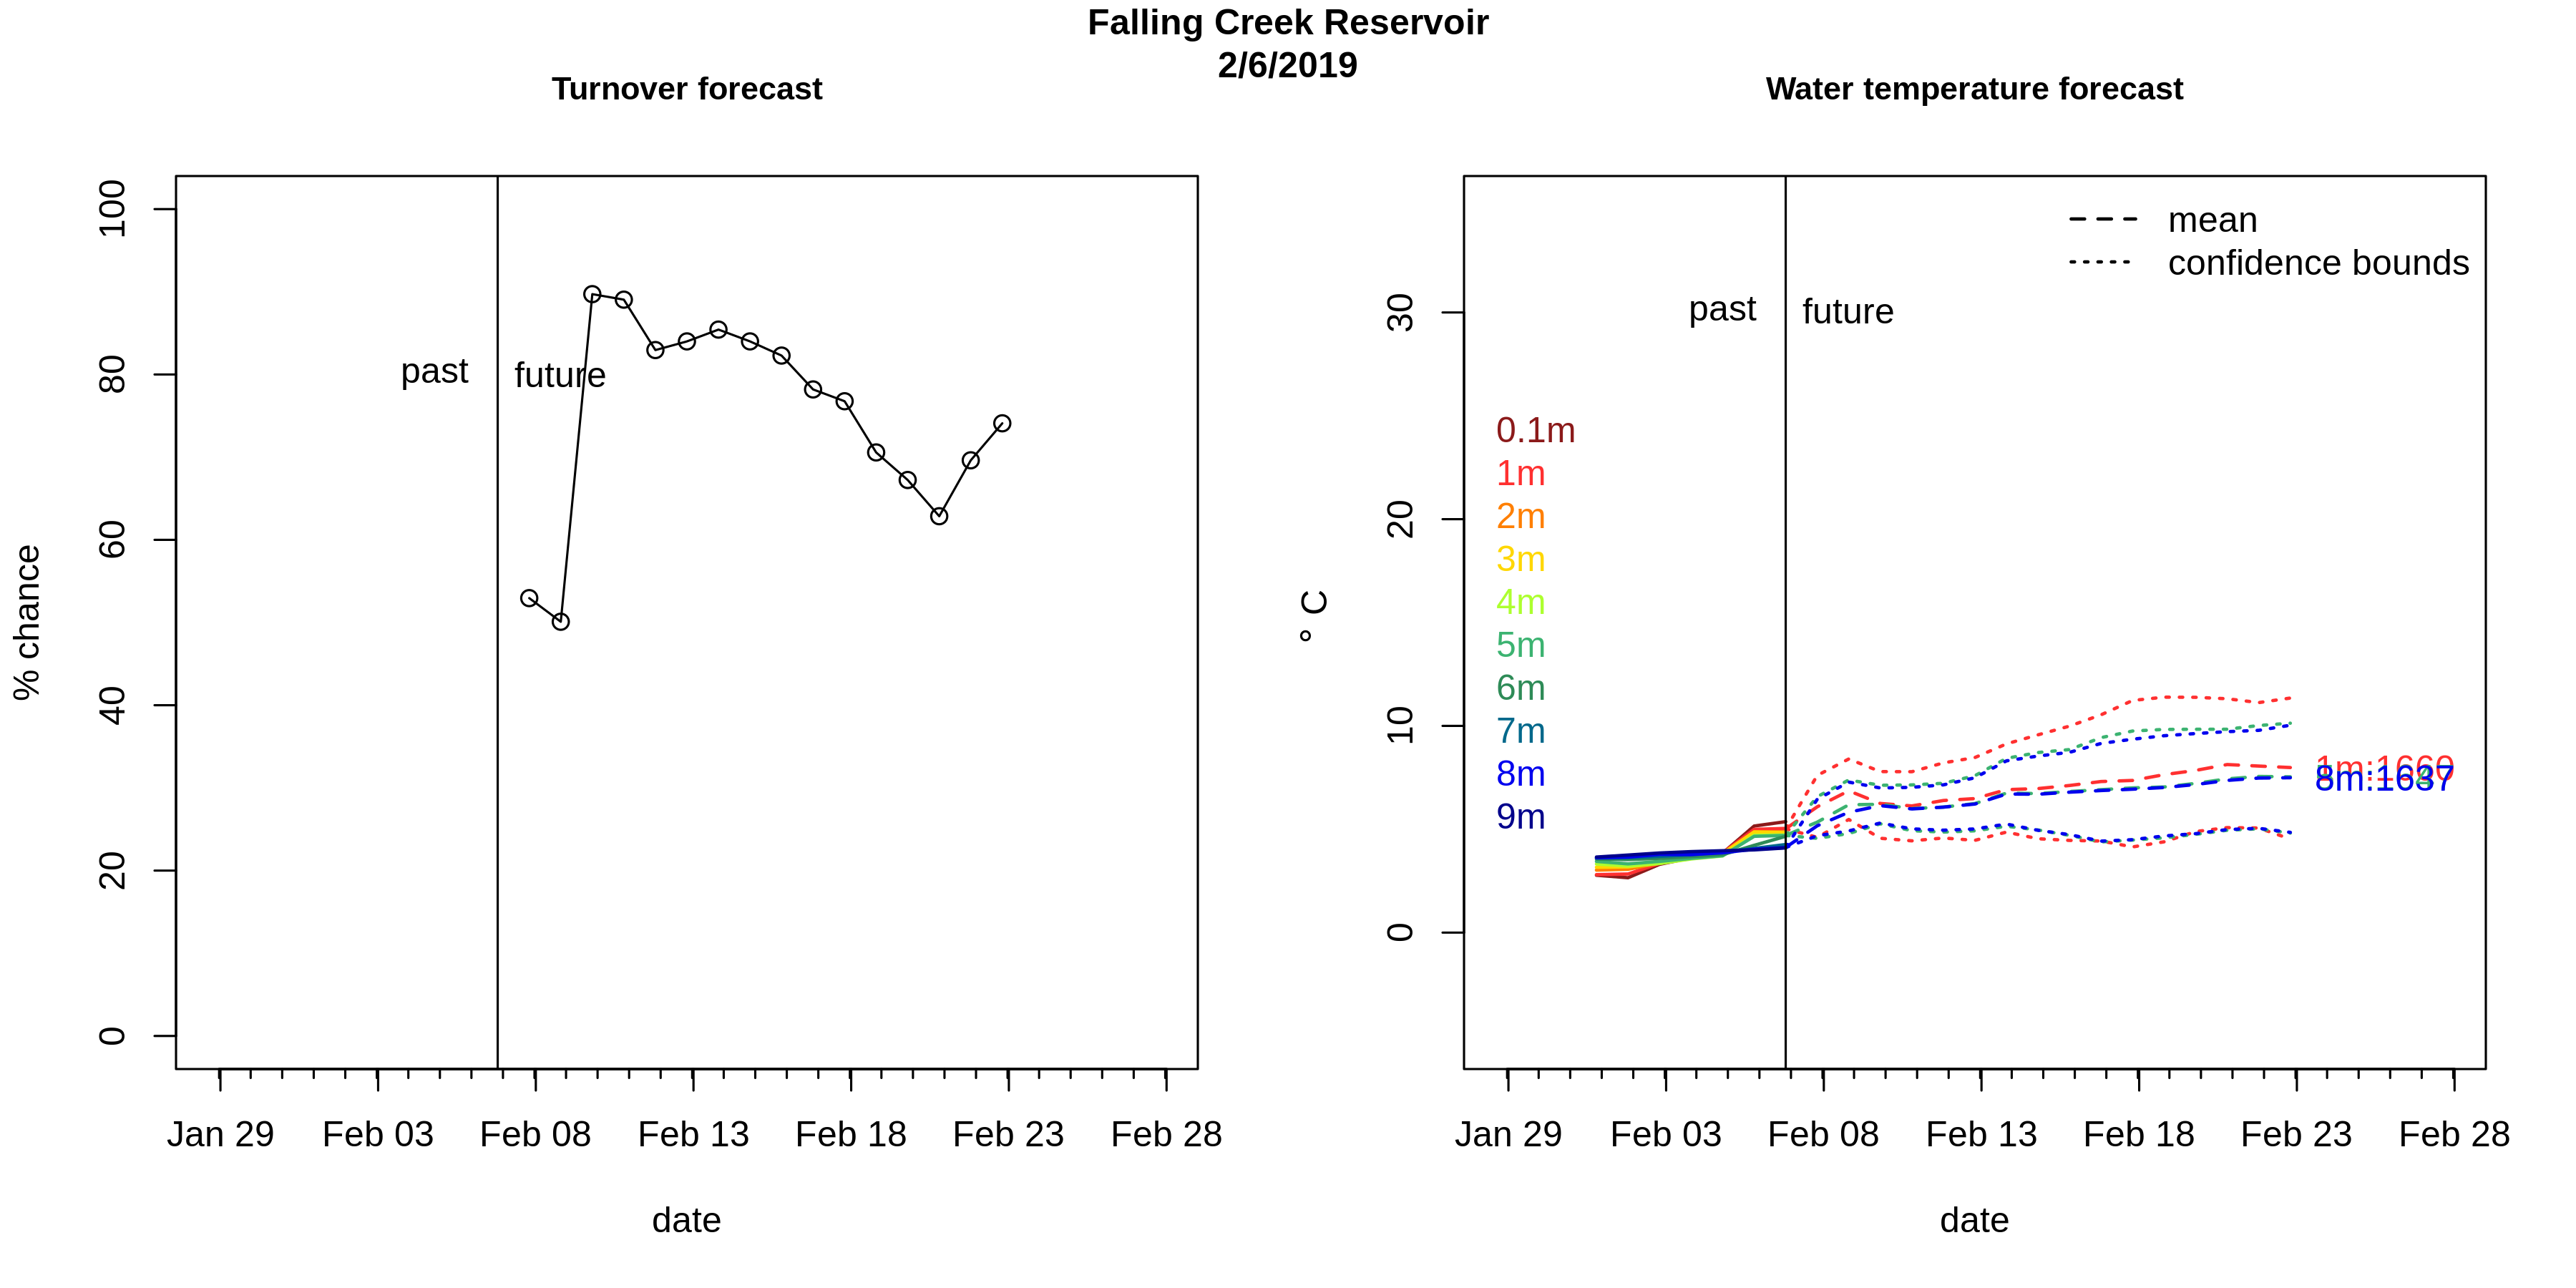 Falling Creek Reservoir
2/6/2019
Turnover forecast
% chance
100
80
60
40
20
0
past
future
Jan 29 Feb 03 Feb 08 Feb 13 Feb 18 Feb 23 Feb 28
date
Water temperature forecast
° C
30
20
10
0
mean
confidence bounds
past
future
0.1m
1m
2m
3m
4m
5m
6m
7m
8m
9m
1m:1660
8m:1637
Jan 29 Feb 03 Feb 08 Feb 13 Feb 18 Feb 23 Feb 28
date